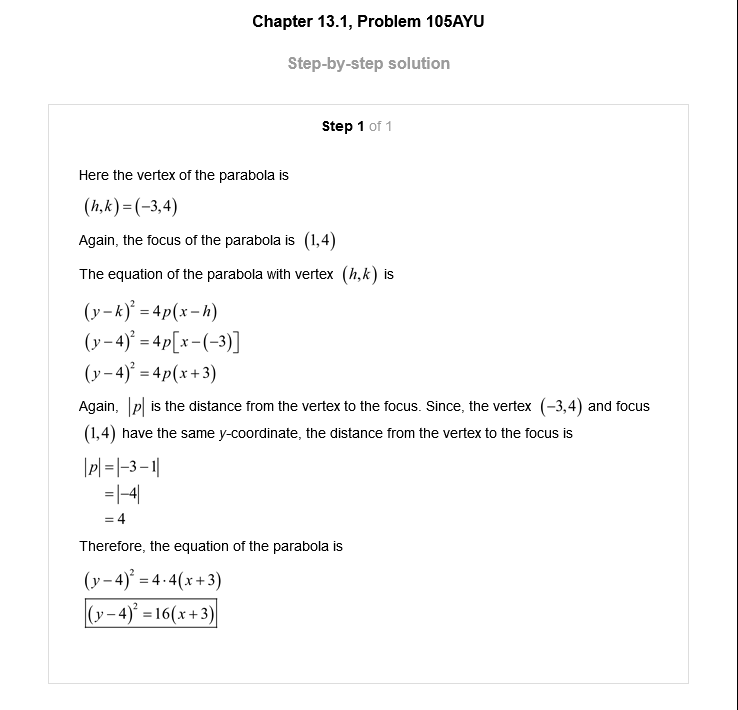 Chapter 13.1, Problem 105AYU
Step-by-step solution
Step 1 of 1
Here the vertex of the parabola is
(h,k)=(−3,4)
Again, the focus of the parabola is (1,4)
The equation of the parabola with vertex (h,k) is
(y−k)²=4p(x−h)
(y−4)²=4p[x−(−3)]
(y−4)²=4p(x+3)
Again, |p| is the distance from the vertex to the focus. Since, the vertex (−3,4) and focus
(1,4) have the same y-coordinate, the distance from the vertex to the focus is
|p|=|−3−1|
=|−4|
=4
Therefore, the equation of the parabola is
(y−4)²=4·4(x+3)
(y−4)²=16(x+3)